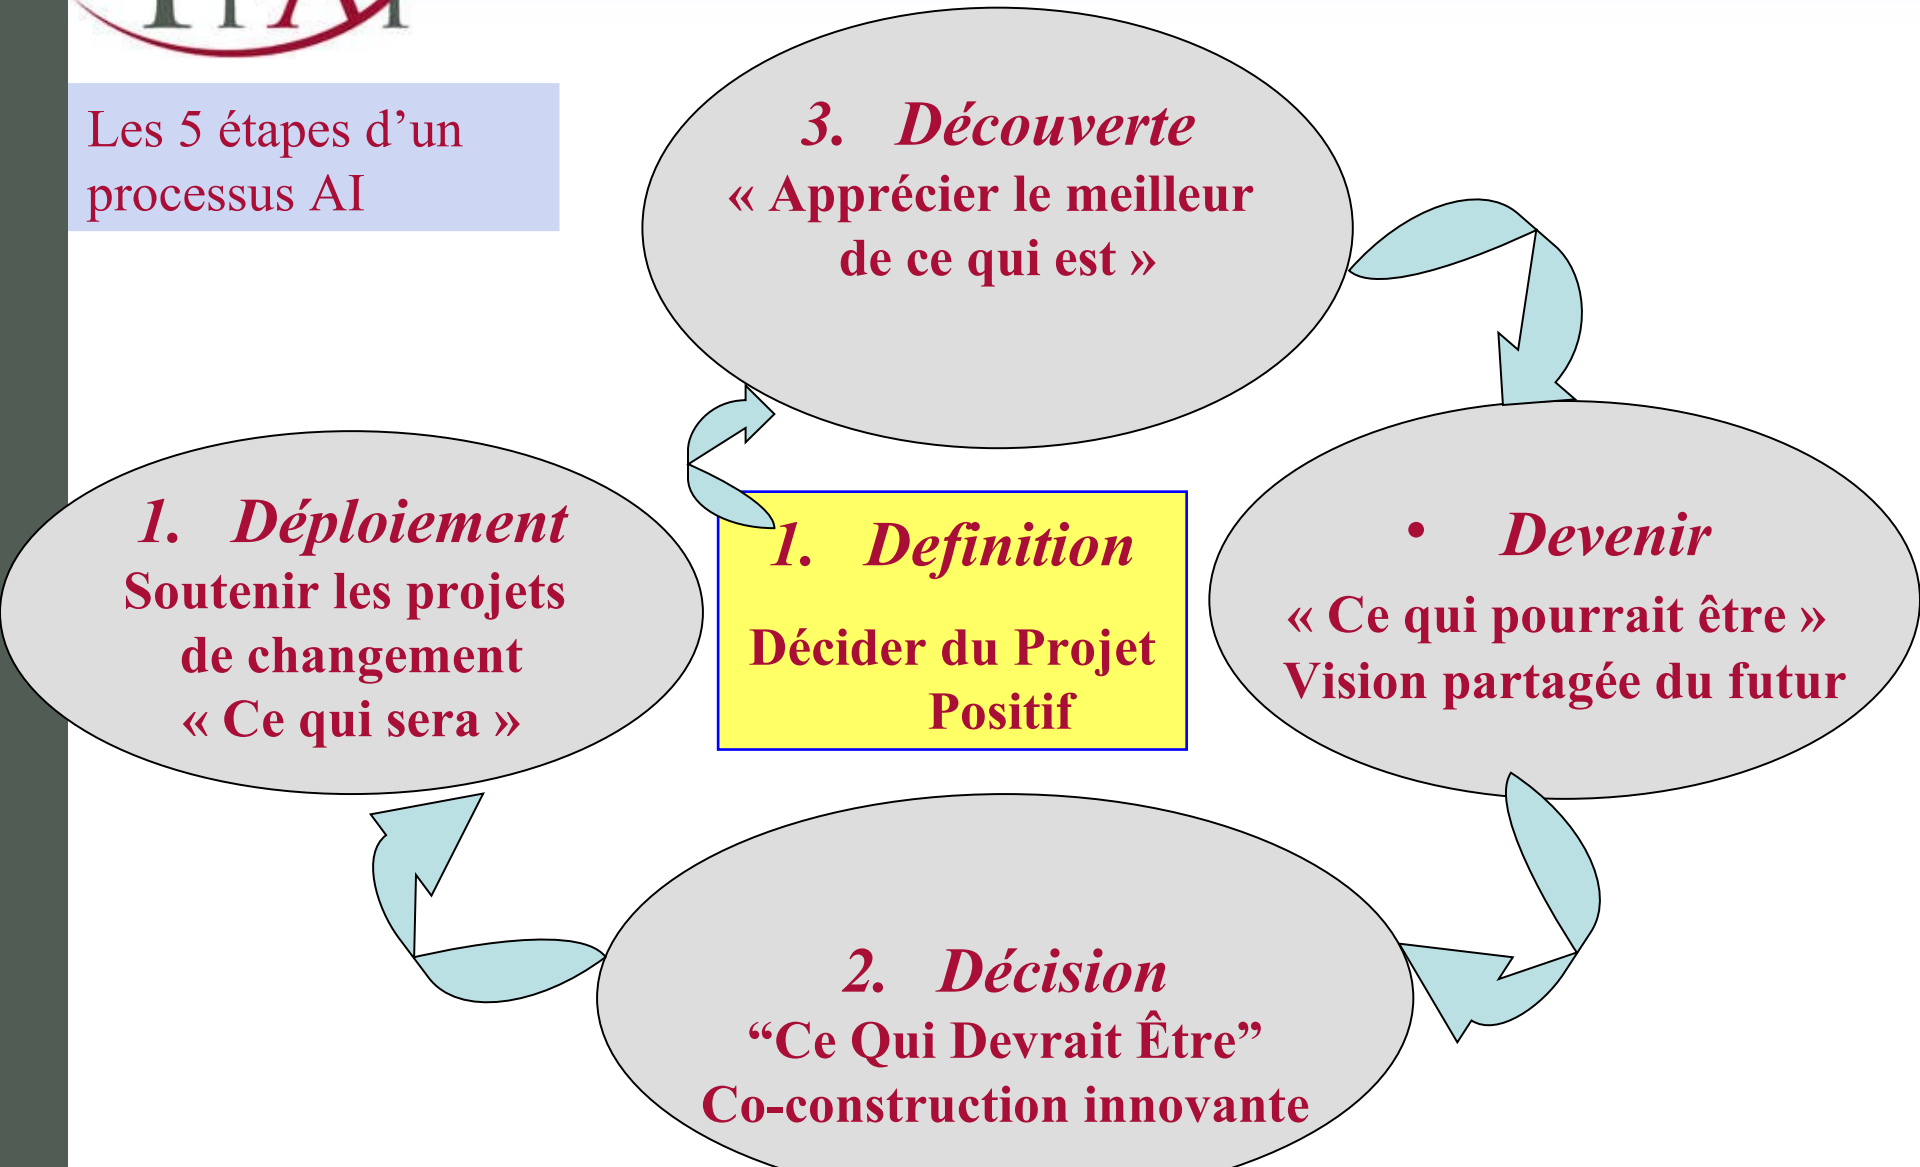 Les 5 étapes d’un
processus AI
3. Découverte
« Apprécier le meilleur
de ce qui est »
1. Déploiement
Soutenir les projets
de changement
« Ce qui sera »
1. Definition
Décider du Projet
Positif
• Devenir
« Ce qui pourrait être »
Vision partagée du futur
2. Décision
“Ce Qui Devrait Être”
Co-construction innovante